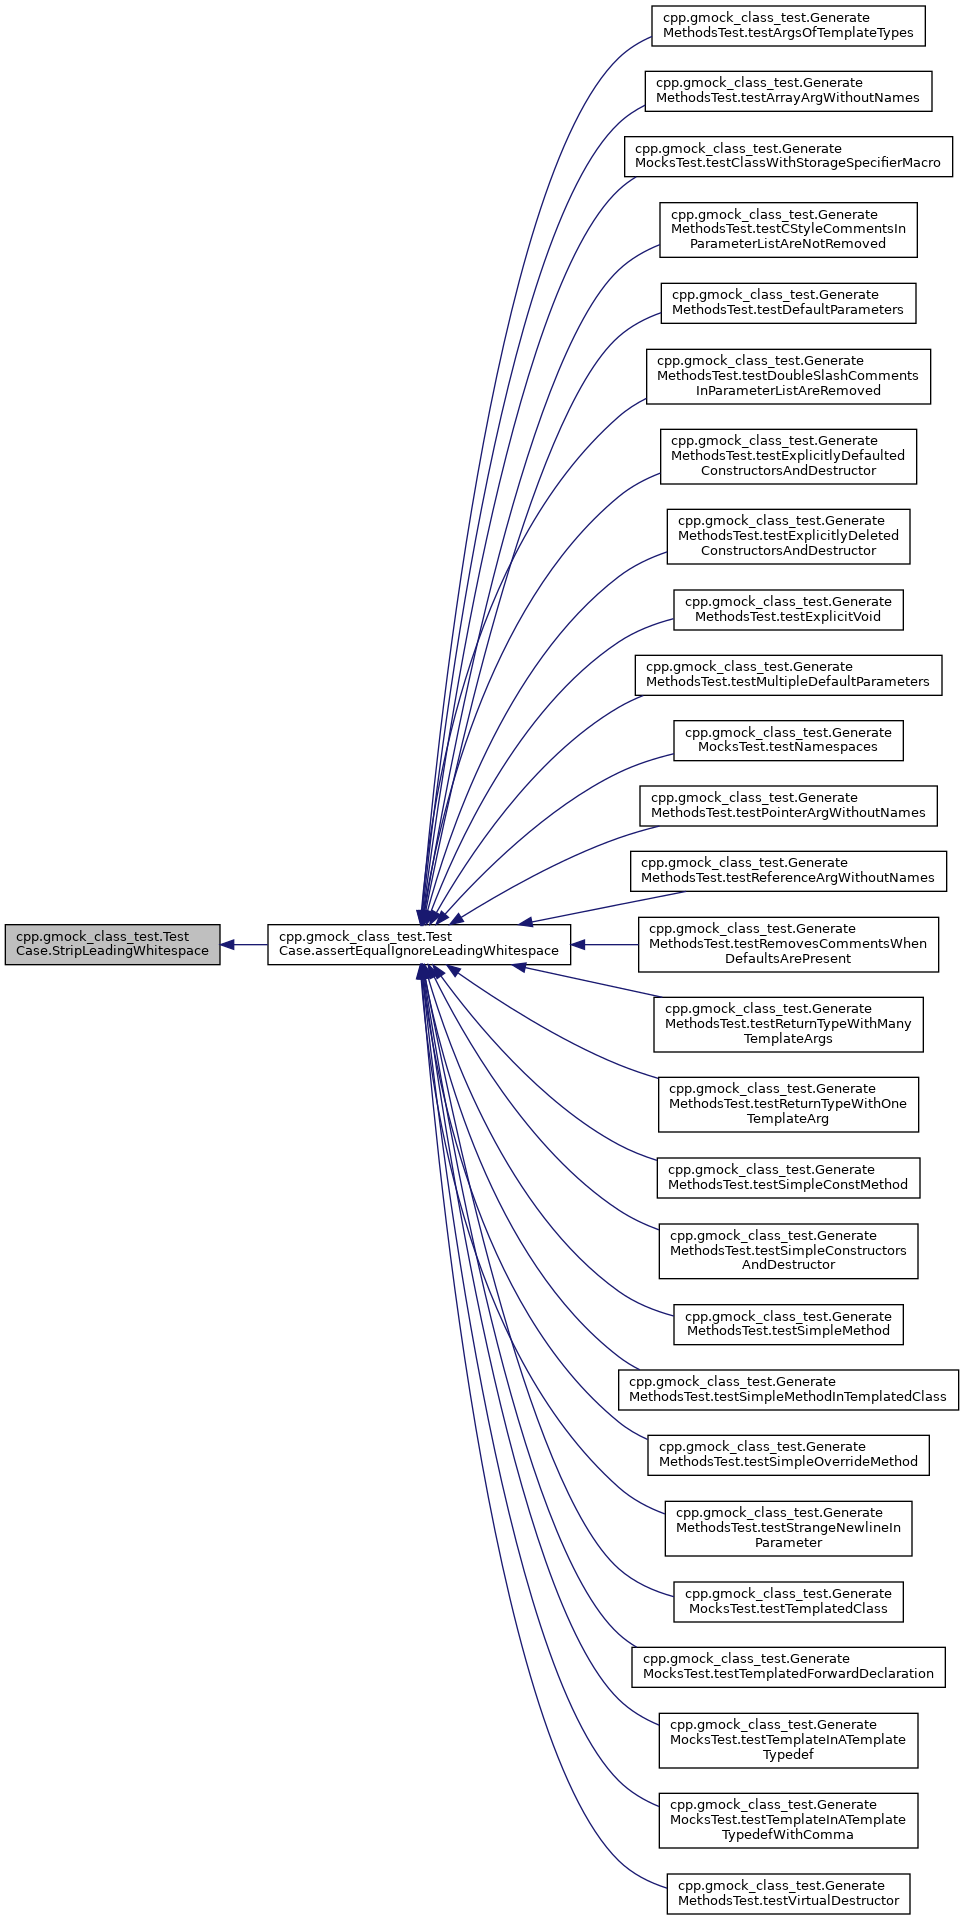 cpp.gmock_class_test.Generate
MethodsTest.testArgsOfTemplateTypes
cpp.gmock_class_test.Generate
MethodsTest.testArrayArgWithoutNames
cpp.gmock_class_test.Generate
MocksTest.testClassWithStorageSpecifierMacro
cpp.gmock_class_test.Generate
MethodsTest.testCStyleCommentsIn
ParameterListAreNotRemoved
cpp.gmock_class_test.Generate
MethodsTest.testDefaultParameters
cpp.gmock_class_test.Generate
MethodsTest.testDoubleSlashComments
InParameterListAreRemoved
cpp.gmock_class_test.Generate
MethodsTest.testExplicitlyDefaulted
ConstructorsAndDestructor
cpp.gmock_class_test.Generate
MethodsTest.testExplicitlyDeleted
ConstructorsAndDestructor
cpp.gmock_class_test.Generate
MethodsTest.testExplicitVoid
cpp.gmock_class_test.Generate
MethodsTest.testMultipleDefaultParameters
cpp.gmock_class_test.Generate
MocksTest.testNamespaces
cpp.gmock_class_test.Generate
MethodsTest.testPointerArgWithoutNames
cpp.gmock_class_test.Generate
MethodsTest.testReferenceArgWithoutNames
cpp.gmock_class_test.Test
Case.StripLeadingWhitespace
cpp.gmock_class_test.Test
Case.assertEqualIgnoreLeadingWhitespace
cpp.gmock_class_test.Generate
MethodsTest.testRemovesCommentsWhen
DefaultsArePresent
cpp.gmock_class_test.Generate
MethodsTest.testReturnTypeWithMany
TemplateArgs
cpp.gmock_class_test.Generate
MethodsTest.testReturnTypeWithOne
TemplateArg
cpp.gmock_class_test.Generate
MethodsTest.testSimpleConstMethod
cpp.gmock_class_test.Generate
MethodsTest.testSimpleConstructors
AndDestructor
cpp.gmock_class_test.Generate
MethodsTest.testSimpleMethod
cpp.gmock_class_test.Generate
MethodsTest.testSimpleMethodInTemplatedClass
cpp.gmock_class_test.Generate
MethodsTest.testSimpleOverrideMethod
cpp.gmock_class_test.Generate
MethodsTest.testStrangeNewlineIn
Parameter
cpp.gmock_class_test.Generate
MocksTest.testTemplatedClass
cpp.gmock_class_test.Generate
MocksTest.testTemplatedForwardDeclaration
cpp.gmock_class_test.Generate
MocksTest.testTemplateInATemplate
Typedef
cpp.gmock_class_test.Generate
MocksTest.testTemplateInATemplate
TypedefWithComma
cpp.gmock_class_test.Generate
MethodsTest.testVirtualDestructor